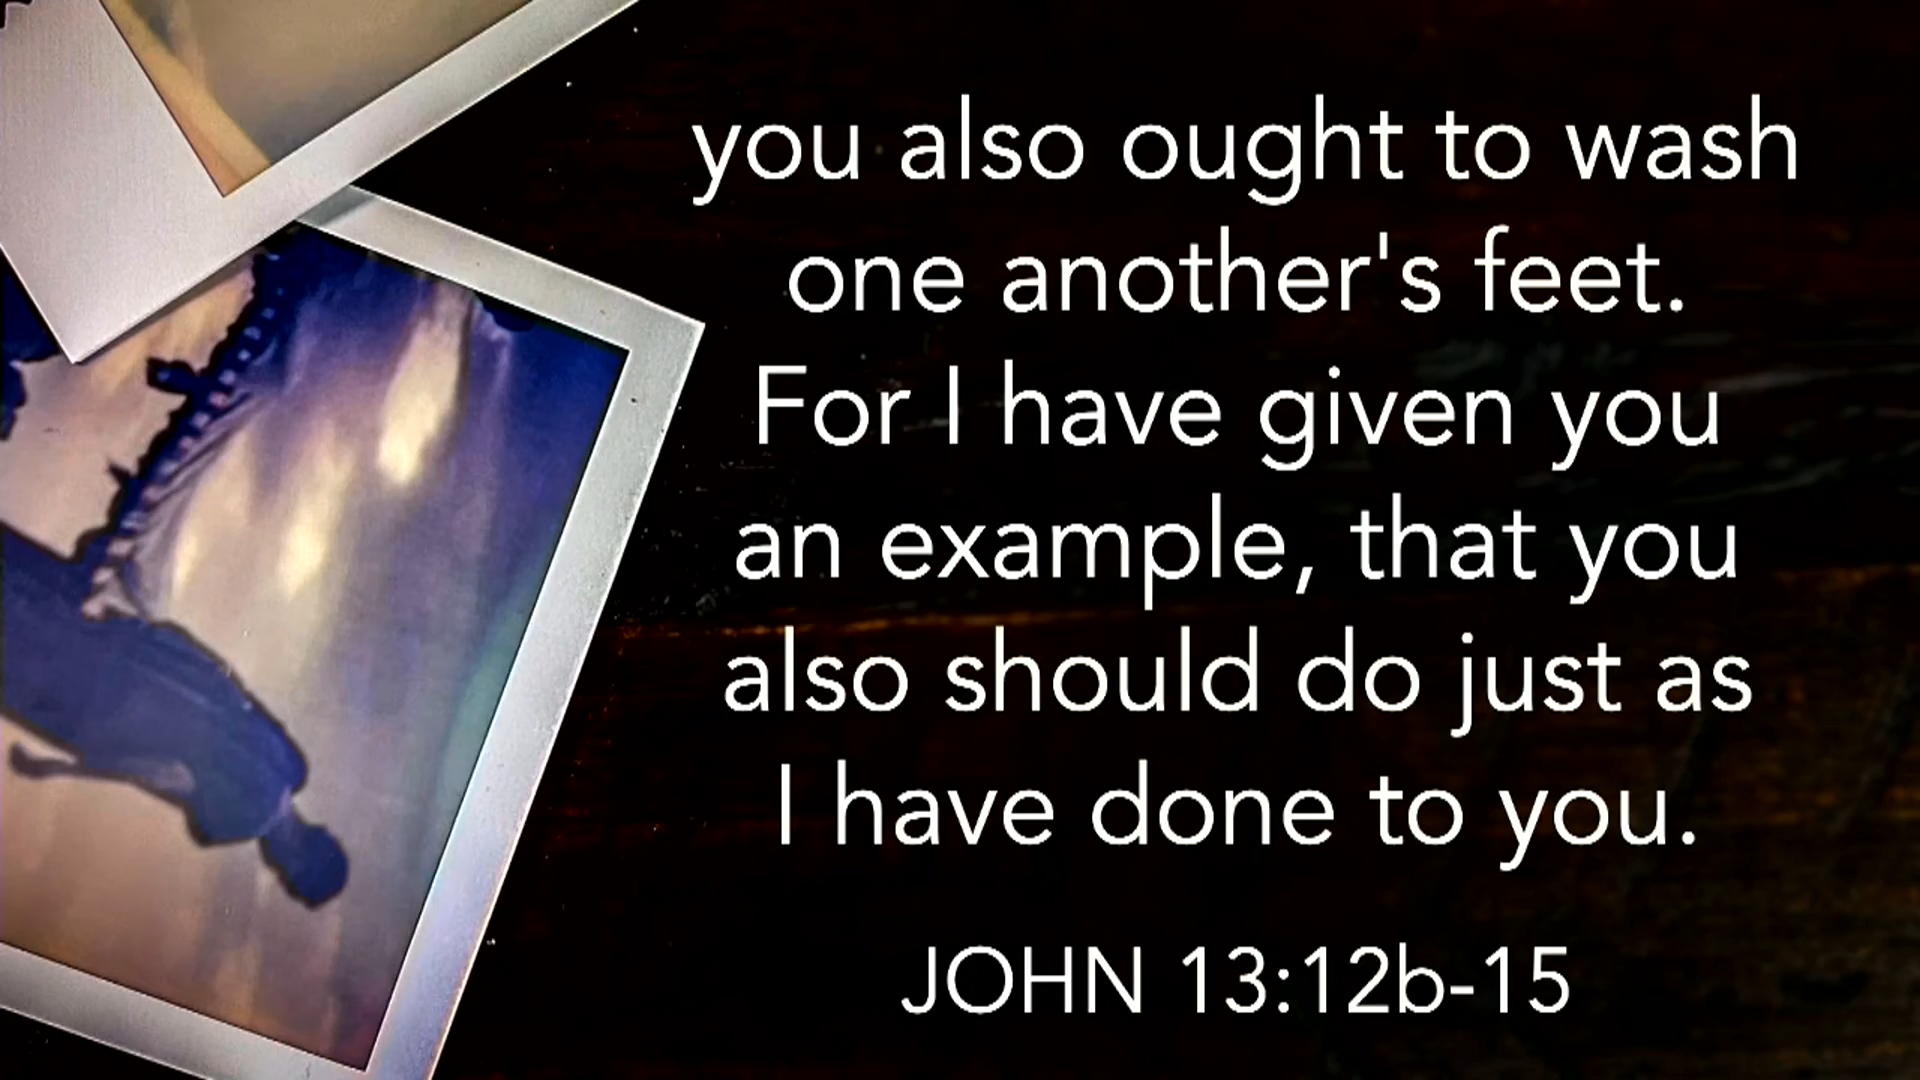 you also ought to wash
one another's feet.
For I have given you
an example, that you
also should do just as
I have done to you.
JOHN 13:12b-15